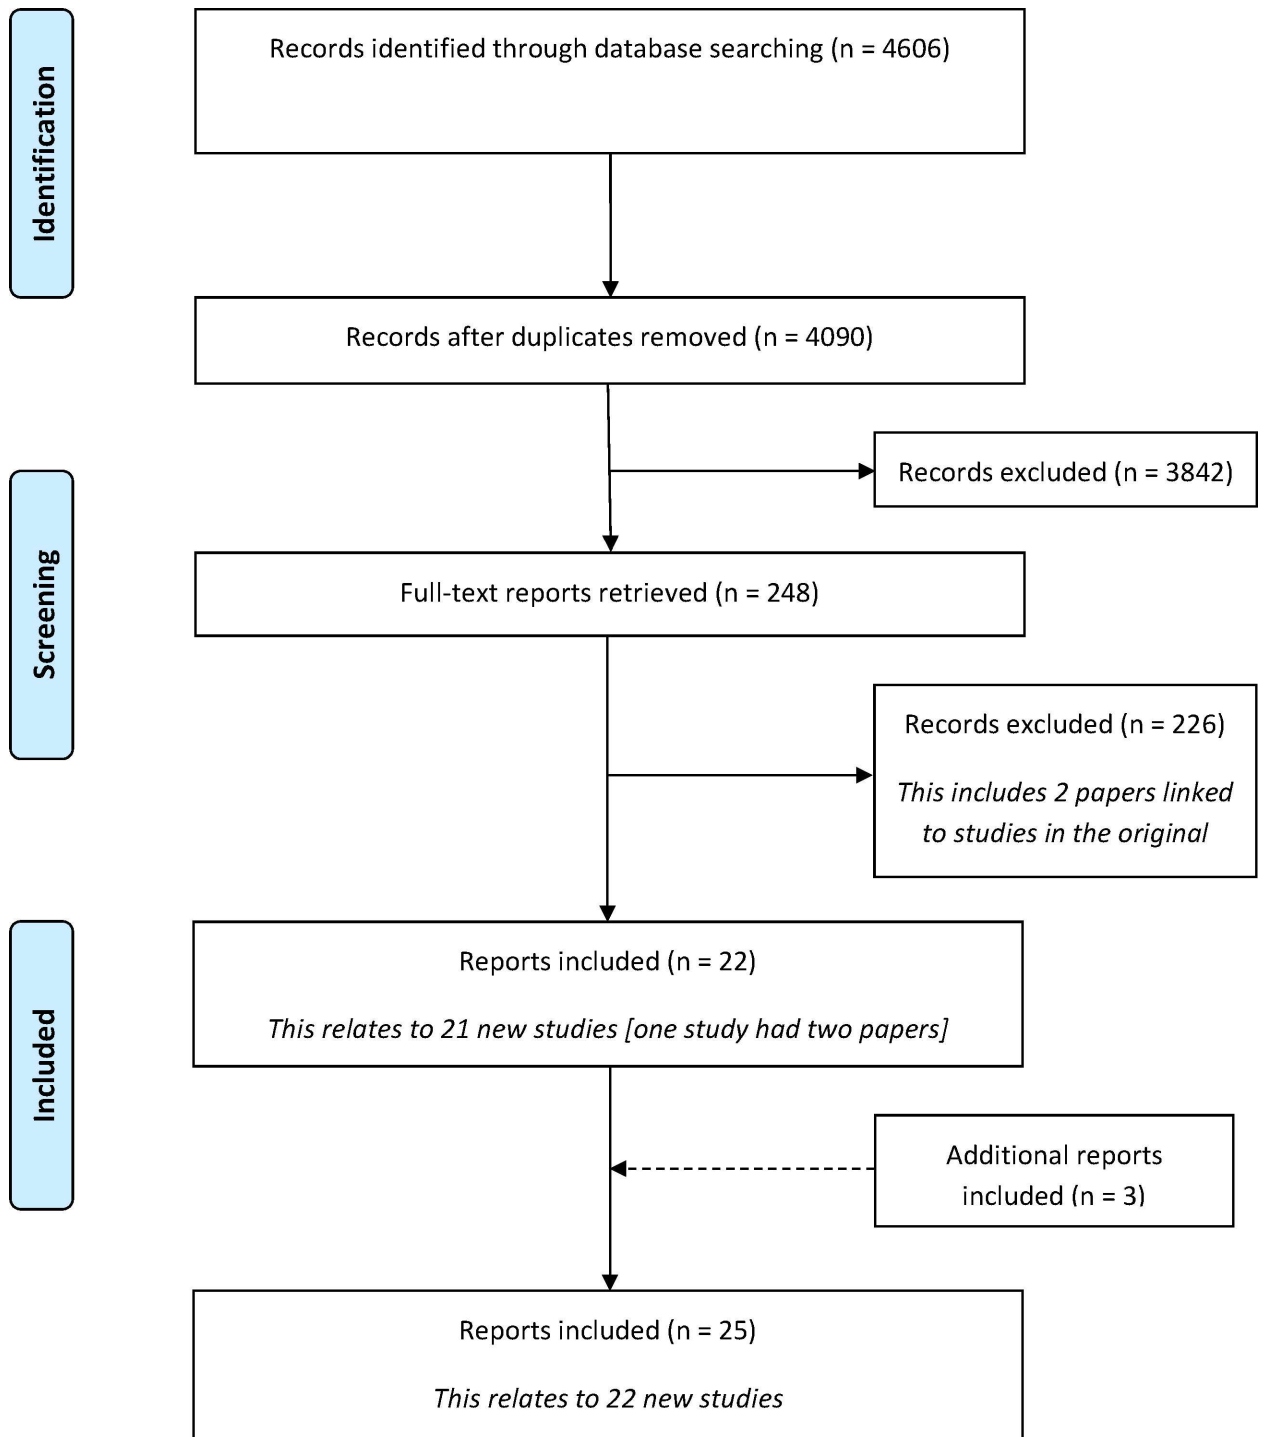 Identification
Records identified through database searching (n = 4606)
Records after duplicates removed (n = 4090)
Screening
Records excluded (n = 3842)
Full-text reports retrieved (n = 248)
Records excluded (n = 226)
This includes 2 papers linked
to studies in the original
Included
Reports included (n = 22)
This relates to 21 new studies [one study had two papers]
Additional reports
included (n = 3)
Reports included (n = 25)
This relates to 22 new studies